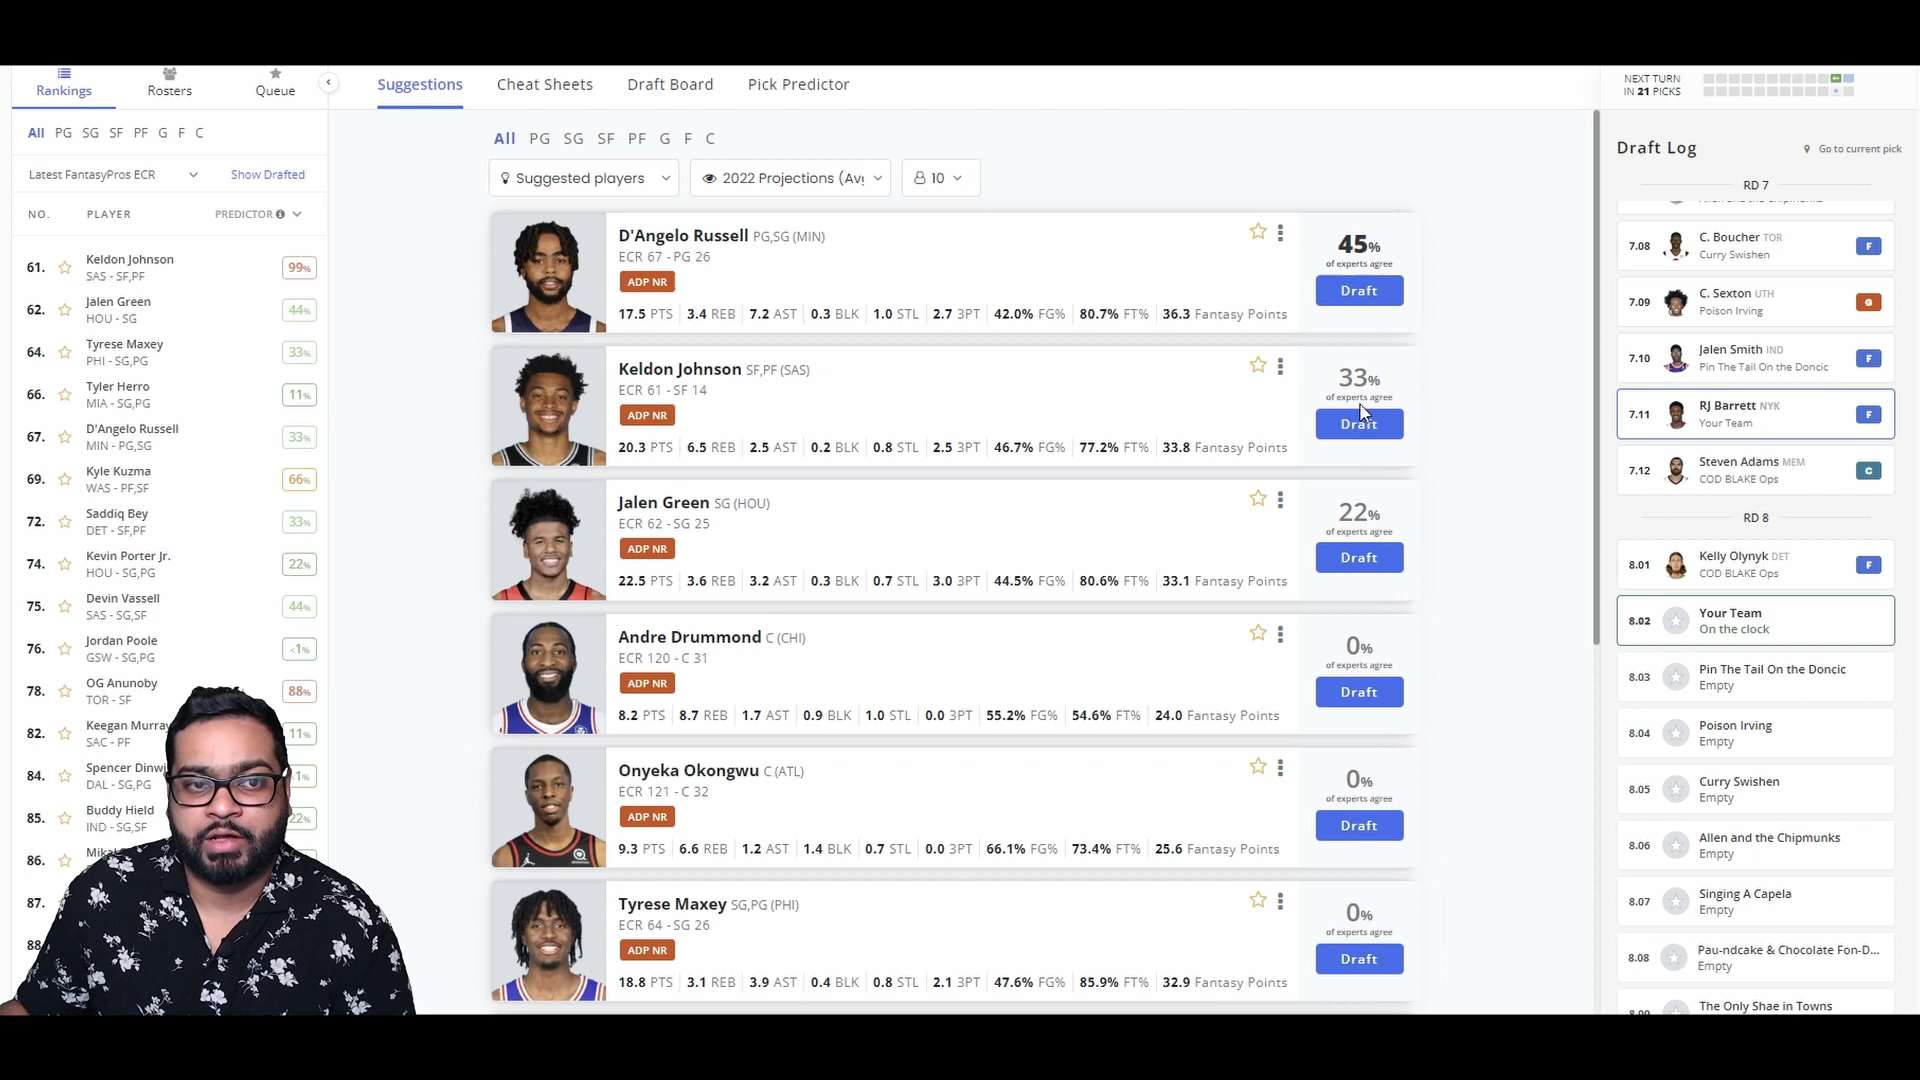 Rankings
Rosters
Queue
All PG SG SF PF G F C
Latest FantasyPros ECR
Show Drafted
NO. PLAYER PREDICTOR
61. Keldon Johnson 99%
SAS - SF,PF
62. Jalen Green 44%
HOU - SG
64. Tyrese Maxey 33%
PHI - SG,PG
66. Tyler Herro 11%
MIA - SG,PG
67. D'Angelo Russell 33%
MIN - PG,SG
69. Kyle Kuzma 66%
WAS - PF,SF
72. Saddiq Bey 33%
DET - SF,PF
74. Kevin Porter Jr. 22%
HOU - SG,PG
75. Devin Vassell 44%
SAS - SG,SF
76. Jordan Poole <1%
GSW - SG,PG
78. OG Anunoby 88%
TOR - SF
82. Keegan Murray 11%
SAC - PF
84. Spencer
DAL - SG,PG
85. Buddy Hield 22%
IND - SG,SF
86.
87.
88
Suggestions
Cheat Sheets
Draft Board
Pick Predictor
All PG SG SF PF G F C
Suggested players
2022 Projections (Av
10
D'Angelo Russell PG,SG (MIN)
ECR 67 - PG 26
ADP NR
17.5 PTS 3.4 REB 7.2 AST 0.3 BLK 1.0 STL 2.7 3PT 42.0% FG% 80.7% FT% 36.3 Fantasy Points
45%
of experts agree
Draft
Keldon Johnson SF,PF (SAS)
ECR 61 - SF 14
ADP NR
20.3 PTS 6.5 REB 2.5 AST 0.2 BLK 0.8 STL 2.5 3PT 46.7% FG% 77.2% FT% 33.8 Fantasy Points
33%
of experts agree
Draft
Jalen Green SG (HOU)
ECR 62 - SG 25
ADP NR
22.5 PTS 3.6 REB 3.2 AST 0.3 BLK 0.7 STL 3.0 3PT 44.5% FG% 80.6% FT% 33.1 Fantasy Points
22%
of experts agree
Draft
Andre Drummond C (CHI)
ECR 120 - C 31
ADP NR
8.2 PTS 8.7 REB 1.7 AST 0.9 BLK 1.0 STL 0.0 3PT 55.2% FG% 54.6% FT% 24.0 Fantasy Points
0%
of experts agree
Draft
Onyeka Okongwu C (ATL)
ECR 121 - C 32
ADP NR
9.3 PTS 6.6 REB 1.2 AST 1.4 BLK 0.7 STL 0.0 3PT 66.1% FG% 73.4% FT% 25.6 Fantasy Points
0%
of experts agree
Draft
Tyrese Maxey SG,PG (PHI)
ECR 64 - SG 26
ADP NR
18.8 PTS 3.1 REB 3.9 AST 0.4 BLK 0.8 STL 2.1 3PT 47.6% FG% 85.9% FT% 32.9 Fantasy Points
0%
of experts agree
Draft
NEXT TURN
IN 21 PICKS
Draft Log
Go to current pick
RD 7
7.08 C. Boucher TOR F
Curry Swishen
7.09 C. Sexton UTH G
Poison Irving
7.10 Jalen Smith IND F
Pin The Tail On the Doncic
7.11 RJ Barrett NYK F
Your Team
7.12 Steven Adams MEM C
COD BLAKE Ops
RD 8
8.01 Kelly Olynyk DET F
COD BLAKE Ops
8.02 Your Team
On the clock
8.03 Pin The Tail On the Doncic
Empty
8.04 Poison Irving
Empty
8.05 Curry Swishen
Empty
8.06 Allen and the Chipmunks
Empty
8.07 Singing A Capela
Empty
8.08 Pau-ndcake & Chocolate Fon-D...
Empty
The Only Shae in Towns